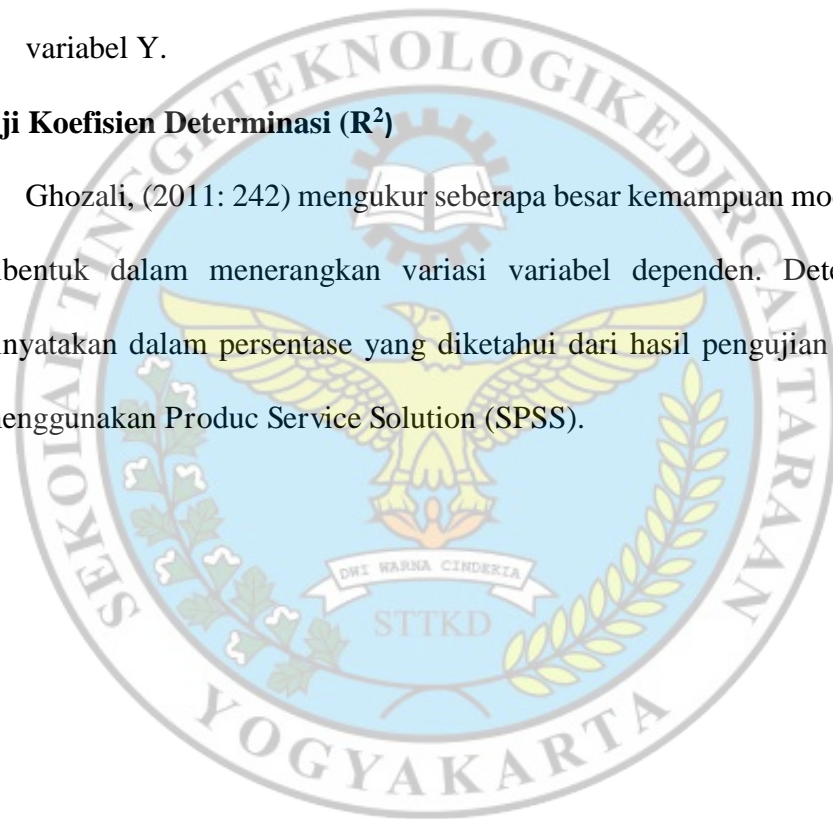 variabel Y.
ji Koefisien Determinasi (R²)
Ghozali, (2011: 242) mengukur seberapa besar kemampuan mo
bentuk dalam menerangkan variasi variabel dependen. Dete
nyatakan dalam persentase yang diketahui dari hasil pengujian
enggunakan Produc Service Solution (SPSS).
SEKOLAH TINGGI TEKNOLOGI KEDIRGANTARAAN
DWI WARNA CINDEKIA
STTKD
YOGYAKARTA